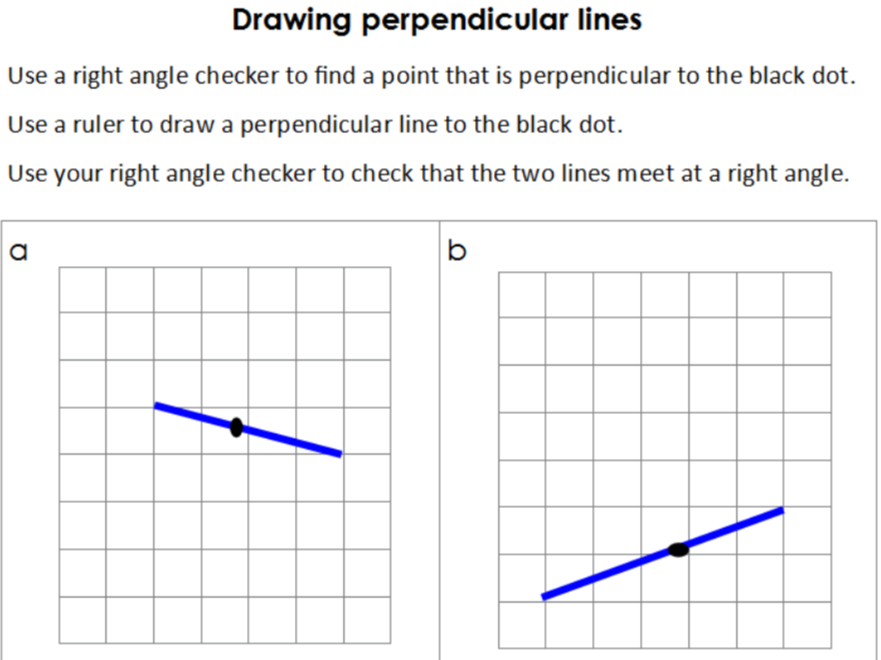 Drawing perpendicular lines
Use a right angle checker to find a point that is perpendicular to the black dot.
Use a ruler to draw a perpendicular line to the black dot.
Use your right angle checker to check that the two lines meet at a right angle.
a
b